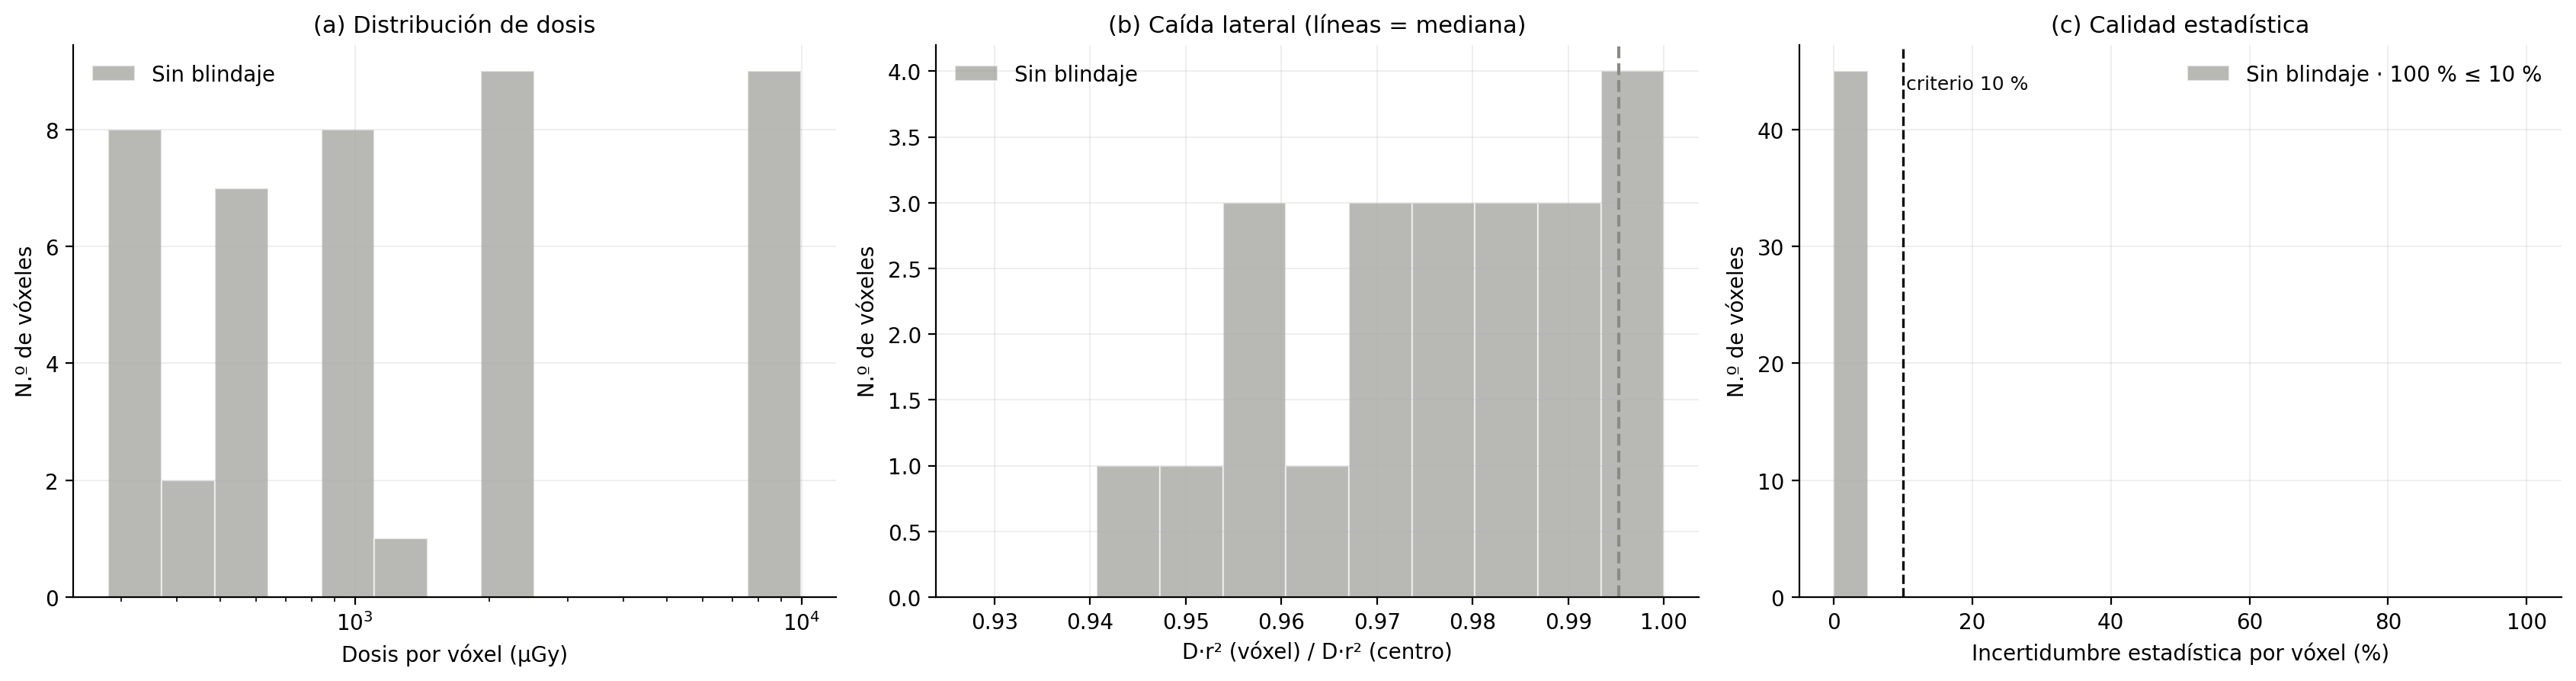 (a) Distribución de dosis
Sin blindaje
N.º de vóxeles
8
6
4
2
0
10³
10⁴
Dosis por vóxel (µGy)
(b) Caída lateral (líneas = mediana)
Sin blindaje
N.º de vóxeles
4.0
3.5
3.0
2.5
2.0
1.5
1.0
0.5
0.0
0.93
0.94
0.95
0.96
0.97
0.98
0.99
1.00
D·r² (vóxel) / D·r² (centro)
(c) Calidad estadística
criterio 10 %
Sin blindaje · 100 % ≤ 10 %
N.º de vóxeles
40
30
20
10
0
0
20
40
60
80
100
Incertidumbre estadística por vóxel (%)